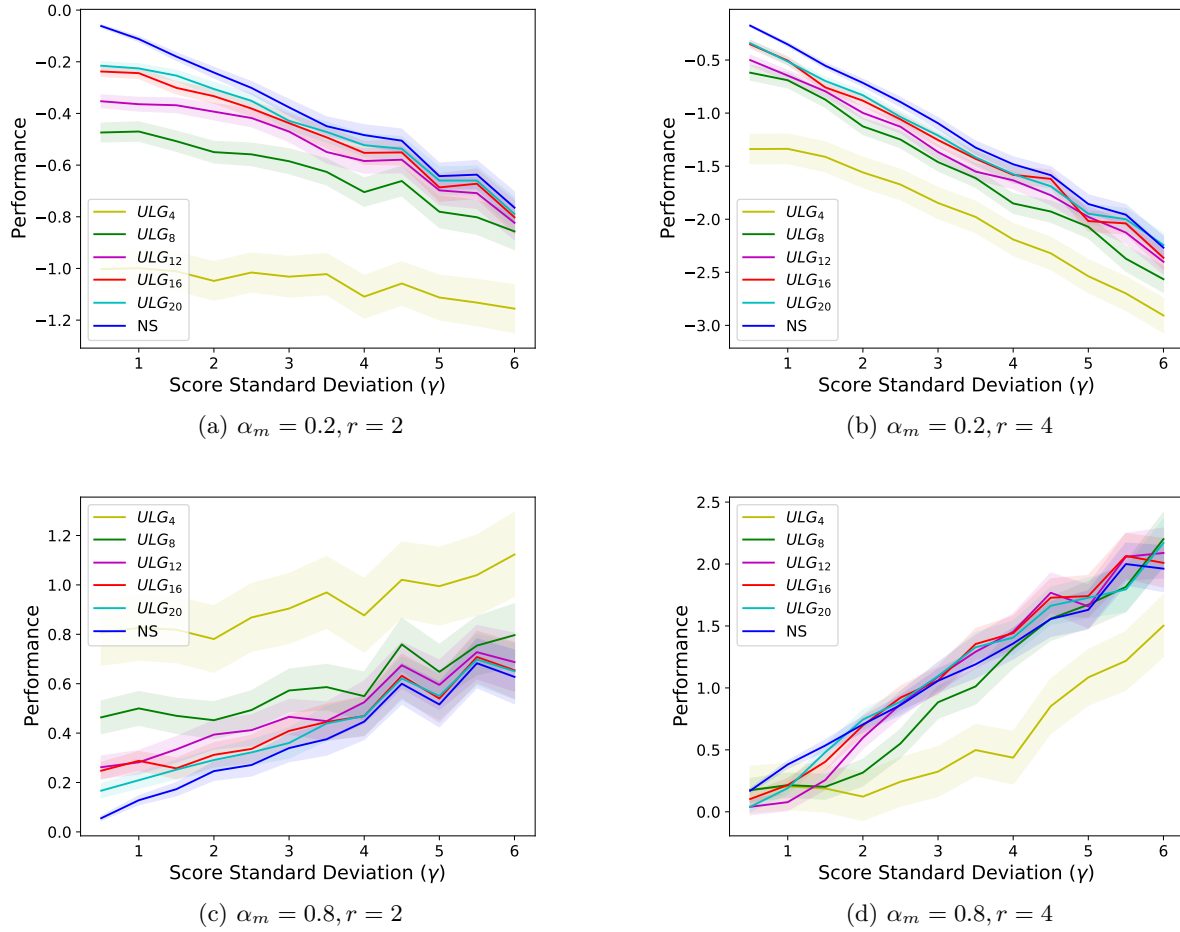 0.0
−0.2
−0.4
−0.6
−0.8
−1.0
−1.2
Performance
ULG4
ULG8
ULG12
ULG16
ULG20
NS
1 2 3 4 5 6
Score Standard Deviation (γ)
(a) αm = 0.2, r = 2
−0.5
−1.0
−1.5
−2.0
−2.5
−3.0
Performance
ULG4
ULG8
ULG12
ULG16
ULG20
NS
1 2 3 4 5 6
Score Standard Deviation (γ)
(b) αm = 0.2, r = 4
1.2
1.0
0.8
0.6
0.4
0.2
0.0
Performance
ULG4
ULG8
ULG12
ULG16
ULG20
NS
1 2 3 4 5 6
Score Standard Deviation (γ)
(c) αm = 0.8, r = 2
2.5
2.0
1.5
1.0
0.5
0.0
Performance
ULG4
ULG8
ULG12
ULG16
ULG20
NS
1 2 3 4 5 6
Score Standard Deviation (γ)
(d) αm = 0.8, r = 4